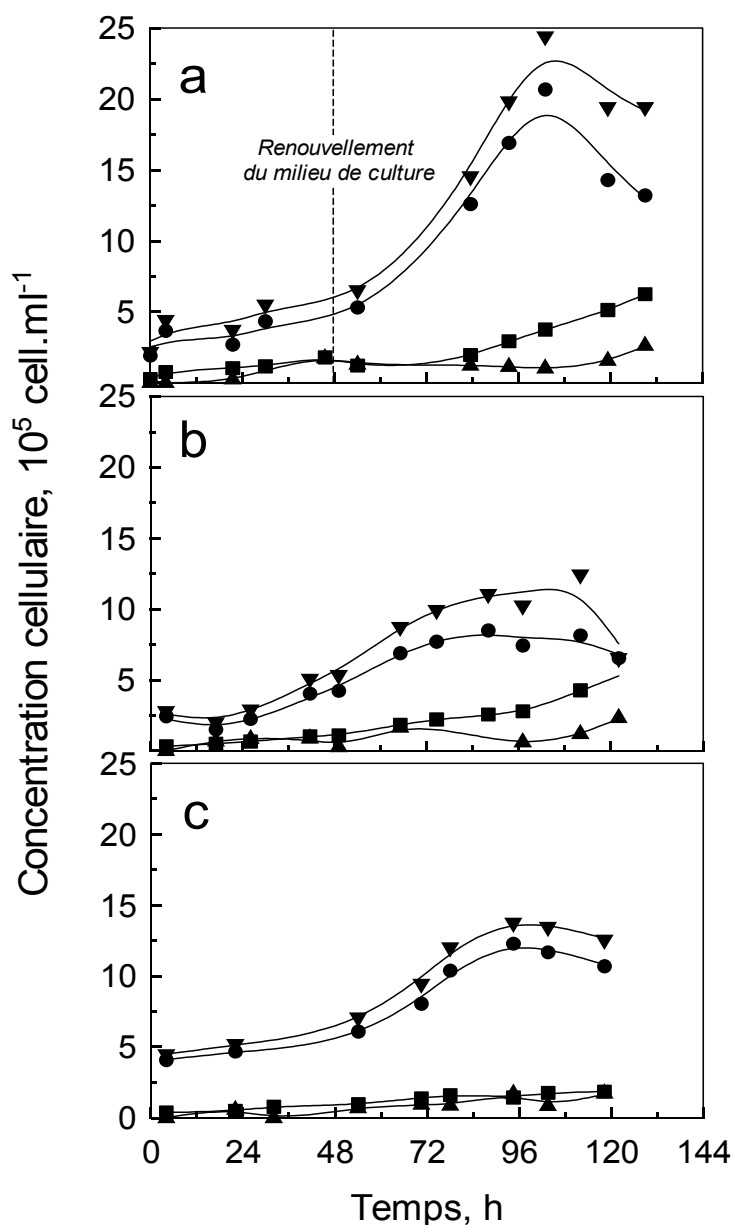 Concentration cellulaire, 10⁵ cell.ml⁻¹
25
20
15
10
5
a
Renouvellement
du milieu de culture
25
20
15
10
5
b
25
20
15
10
5
0
c
0 24 48 72 96 120 144
Temps, h